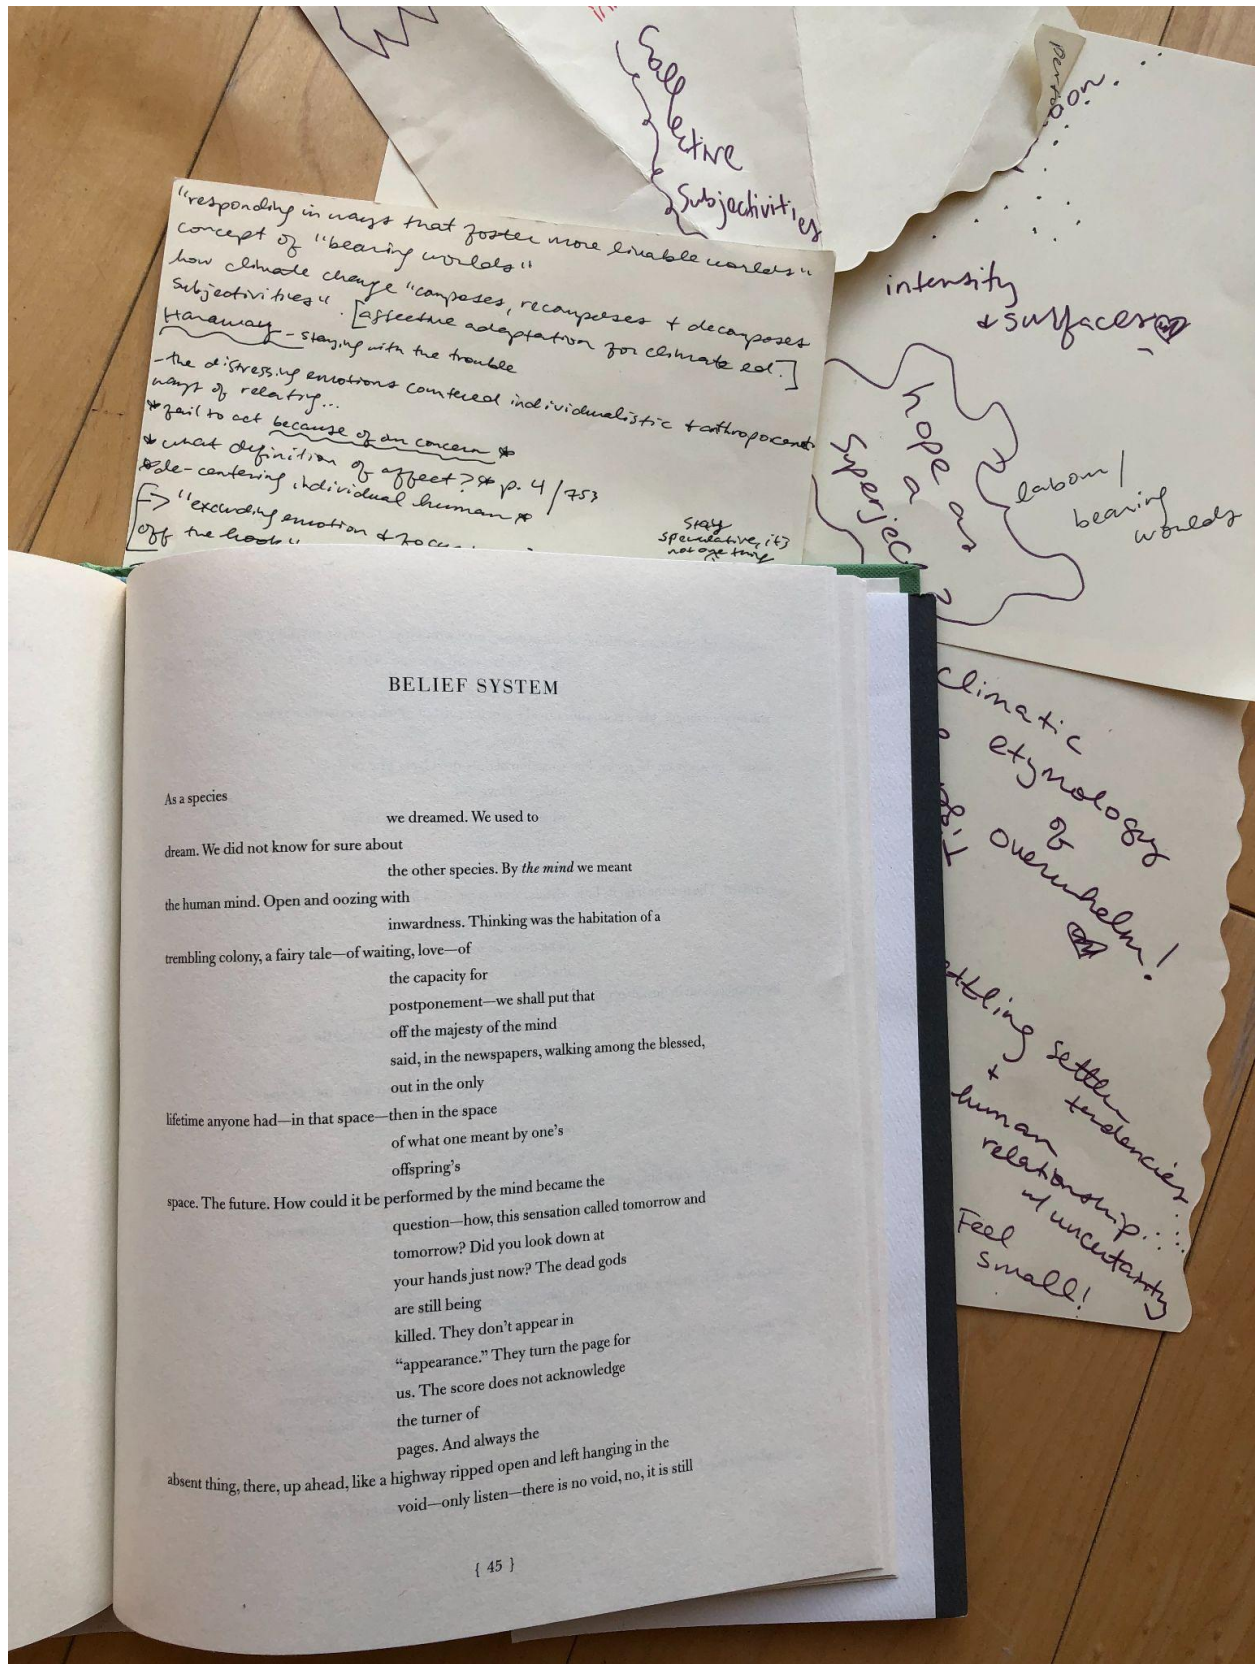 Collective
Subjectivities
on
intensity
+ surfaces
"responding in ways that foster more livable worlds"
concept of "bearing worlds"
how climate change "composes, recomposes + decomposes
subjectivities". [affective adaptation for climate ed.]
Haraway - staying with the trouble
- the distressing emotions countered individualistic +
ways of relating...
* fail to act because of our concern *
* what definition of affect? * p. 4 / 753
* de-centering individual human *
"excluding emotion +
off the hook"
stay
speculative, it's
not one thing
hope as
a
Superject?
labour/
bearing
worlds
climatic
etymology
of
overwhelm!
settler
tendencies
+
human
relationship...
w/ uncertainty
Feel
small!
BELIEF SYSTEM
As a species
we dreamed. We used to
dream. We did not know for sure about
the other species. By the mind we meant
the human mind. Open and oozing with
inwardness. Thinking was the habitation of a
trembling colony, a fairy tale—of waiting, love—of
the capacity for
postponement—we shall put that
off the majesty of the mind
said, in the newspapers, walking among the blessed,
out in the only
lifetime anyone had—in that space—then in the space
of what one meant by one's
offspring's
space. The future. How could it be performed by the mind became the
question—how, this sensation called tomorrow and
tomorrow? Did you look down at
your hands just now? The dead gods
are still being
killed. They don't appear in
"appearance." They turn the page for
us. The score does not acknowledge
the turner of
pages. And always the
absent thing, there, up ahead, like a highway ripped open and left hanging in the
void—only listen—there is no void, no, it is still
{ 45 }